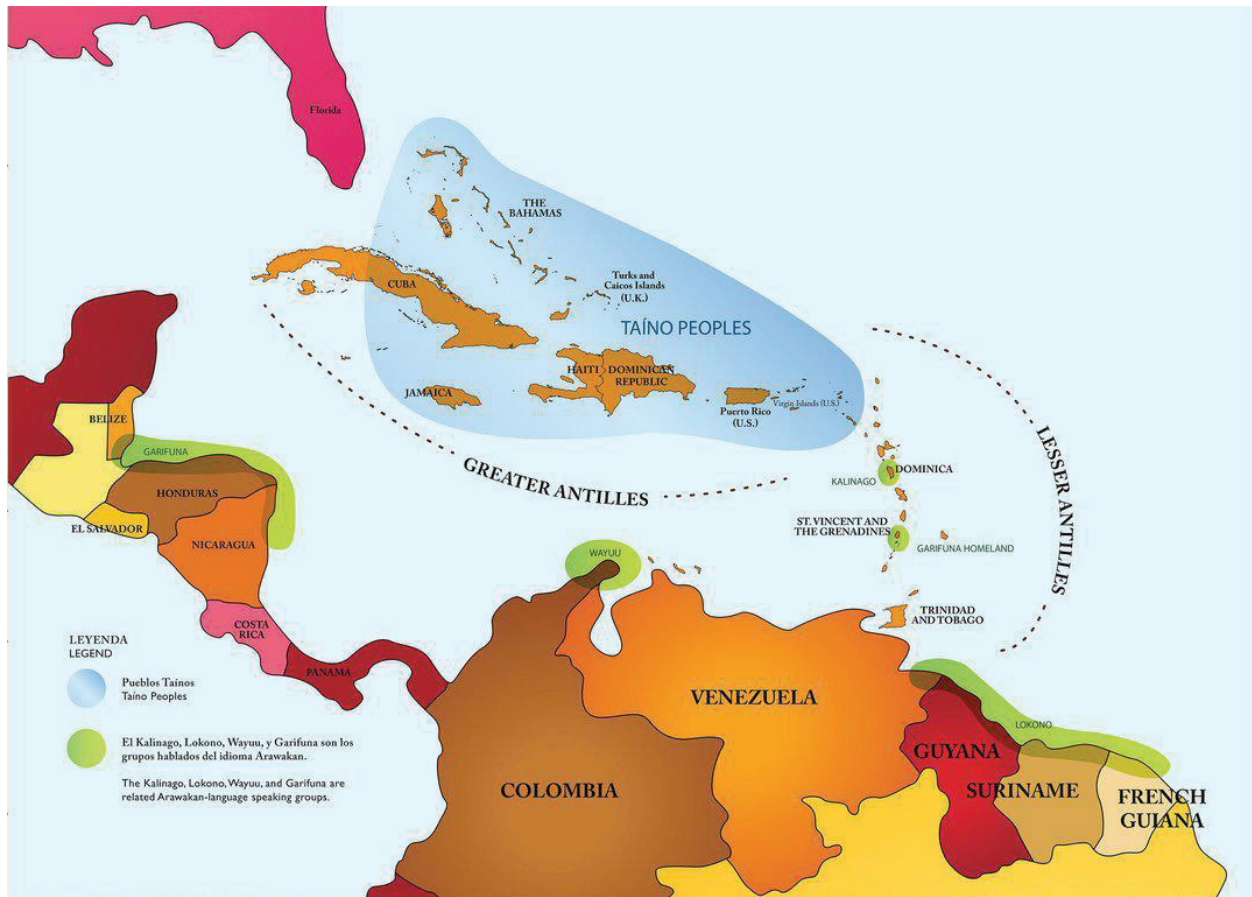 Florida
THE
BAHAMAS
CUBA
Turks and
Caicos Islands
(U.K.)
TAÍNO PEOPLES
HAITI
DOMINICAN
REPUBLIC
JAMAICA
Puerto Rico
(U.S.)
Virgin Islands (U.S.)
BELIZE
GARIFUNA
GREATER ANTILLES
LESSER ANTILLES
KALINAGO
DOMINICA
HONDURAS
ST. VINCENT AND
THE GRENADINES
EL SALVADOR
NICARAGUA
GARIFUNA HOMELAND
WAYUU
COSTA
RICA
TRINIDAD
AND TOBAGO
LEYENDA
LEGEND
PANAMA
Pueblos Taínos
Taíno Peoples
VENEZUELA
LOKONO
El Kalinago, Lokono, Wayuu, y Garifuna son los
grupos hablados del idioma Arawakan.
The Kalinago, Lokono, Wayuu, and Garifuna are
related Arawakan-language speaking groups.
GUYANA
COLOMBIA
SURINAME
FRENCH
GUIANA